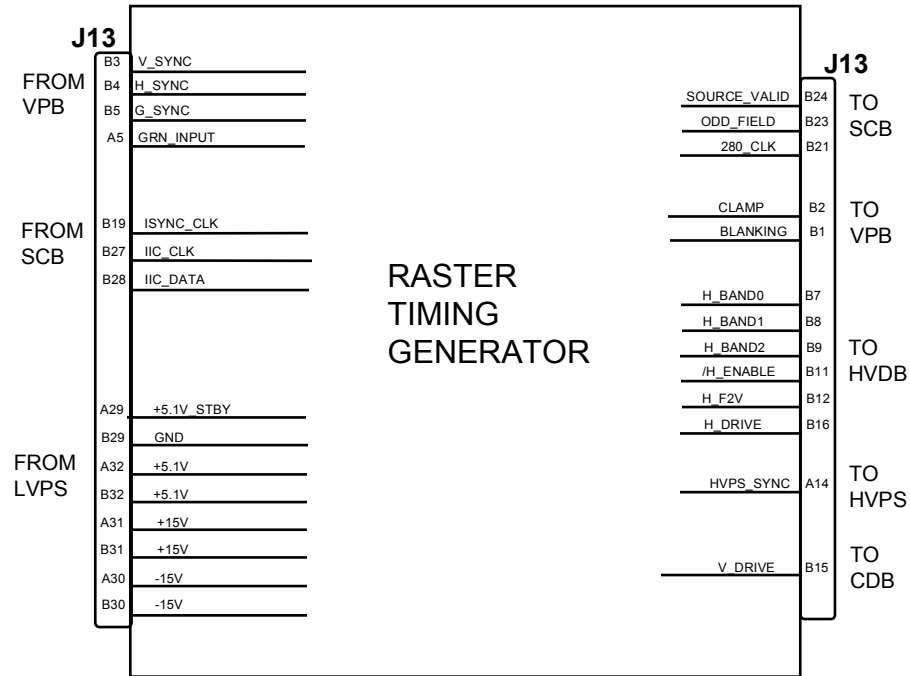 J13
FROM
VPB
B3 V_SYNC
B4 H_SYNC
B5 G_SYNC
A5 GRN_INPUT
FROM
SCB
B19 ISYNC_CLK
B27 IIC_CLK
B28 IIC_DATA
FROM
LVPS
A29 +5.1V_STBY
B29 GND
A32 +5.1V
B32 +5.1V
A31 +15V
B31 +15V
A30 -15V
B30 -15V
RASTER
TIMING
GENERATOR
J13
SOURCE_VALID B24
ODD_FIELD B23
280_CLK B21
TO
SCB
CLAMP B2
BLANKING B1
TO
VPB
H_BAND0 B7
H_BAND1 B8
H_BAND2 B9
/H_ENABLE B11
H_F2V B12
H_DRIVE B16
TO
HVDB
HVPS_SYNC A14
TO
HVPS
V_DRIVE B15
TO
CDB